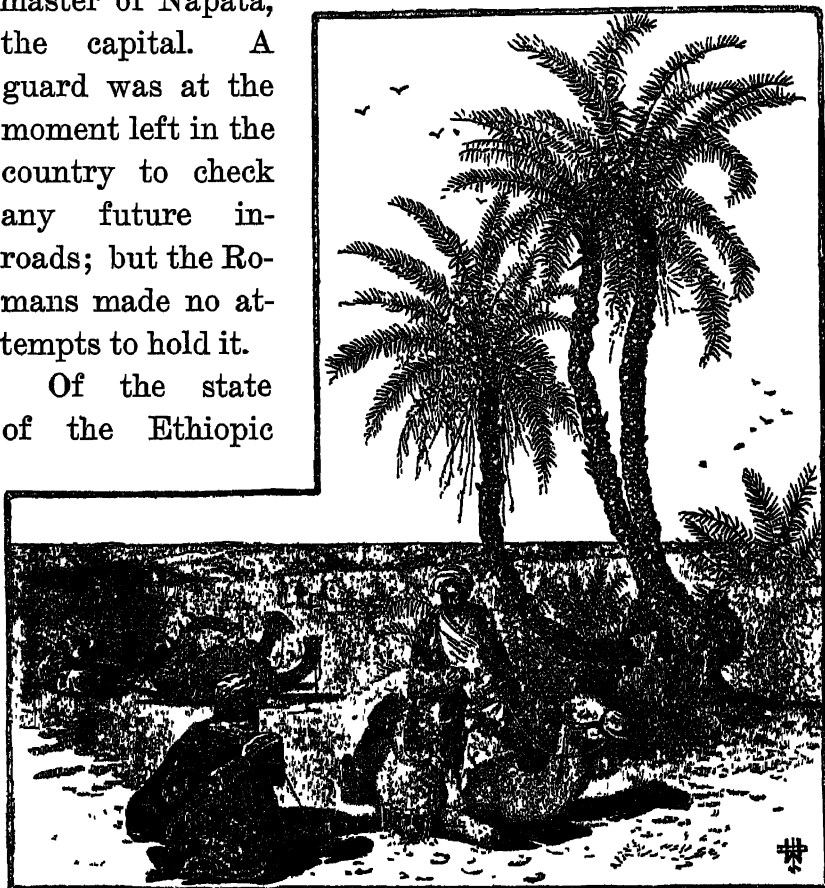 master of Napata,
the capital. A
guard was at the
moment left in the
country to check
any future in-
roads; but the Ro-
mans made no at-
tempts to hold it.
Of the state
of the Ethiopic